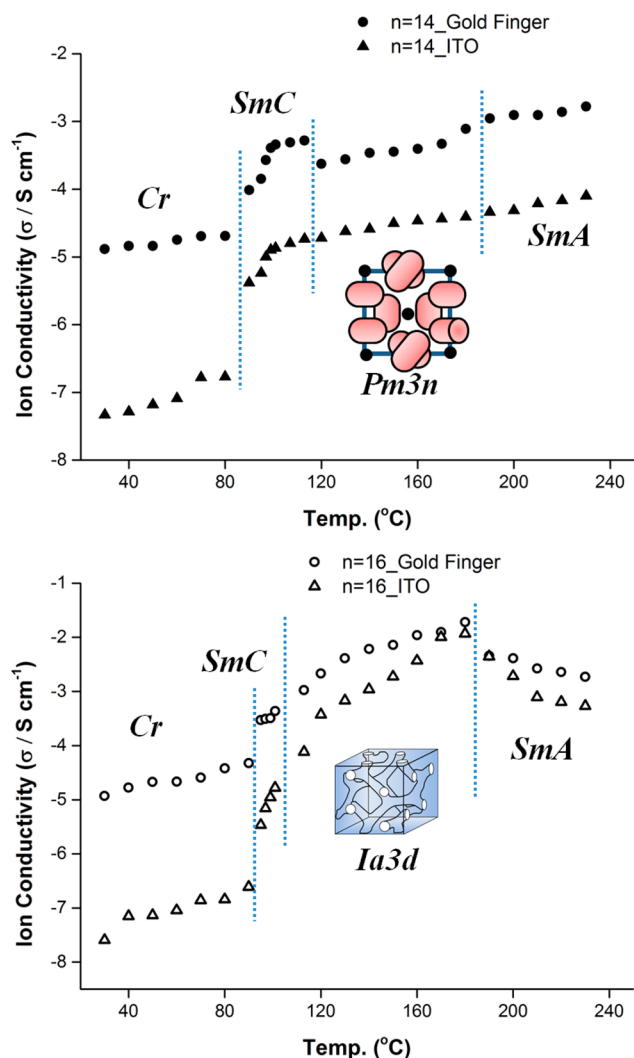 ● n=14_Gold Finger
▲ n=14_ITO
-2
-3
-4
-5
-6
-7
-8
Ion Conductivity (σ / S cm⁻¹)
Cr
SmC
SmA
Pm3n
40
80
120
160
200
240
Temp. (°C)
○ n=16_Gold Finger
△ n=16_ITO
-1
-2
-3
-4
-5
-6
-7
-8
Ion Conductivity (σ / S cm⁻¹)
Cr
SmC
SmA
Ia3d
40
80
120
160
200
240
Temp. (°C)